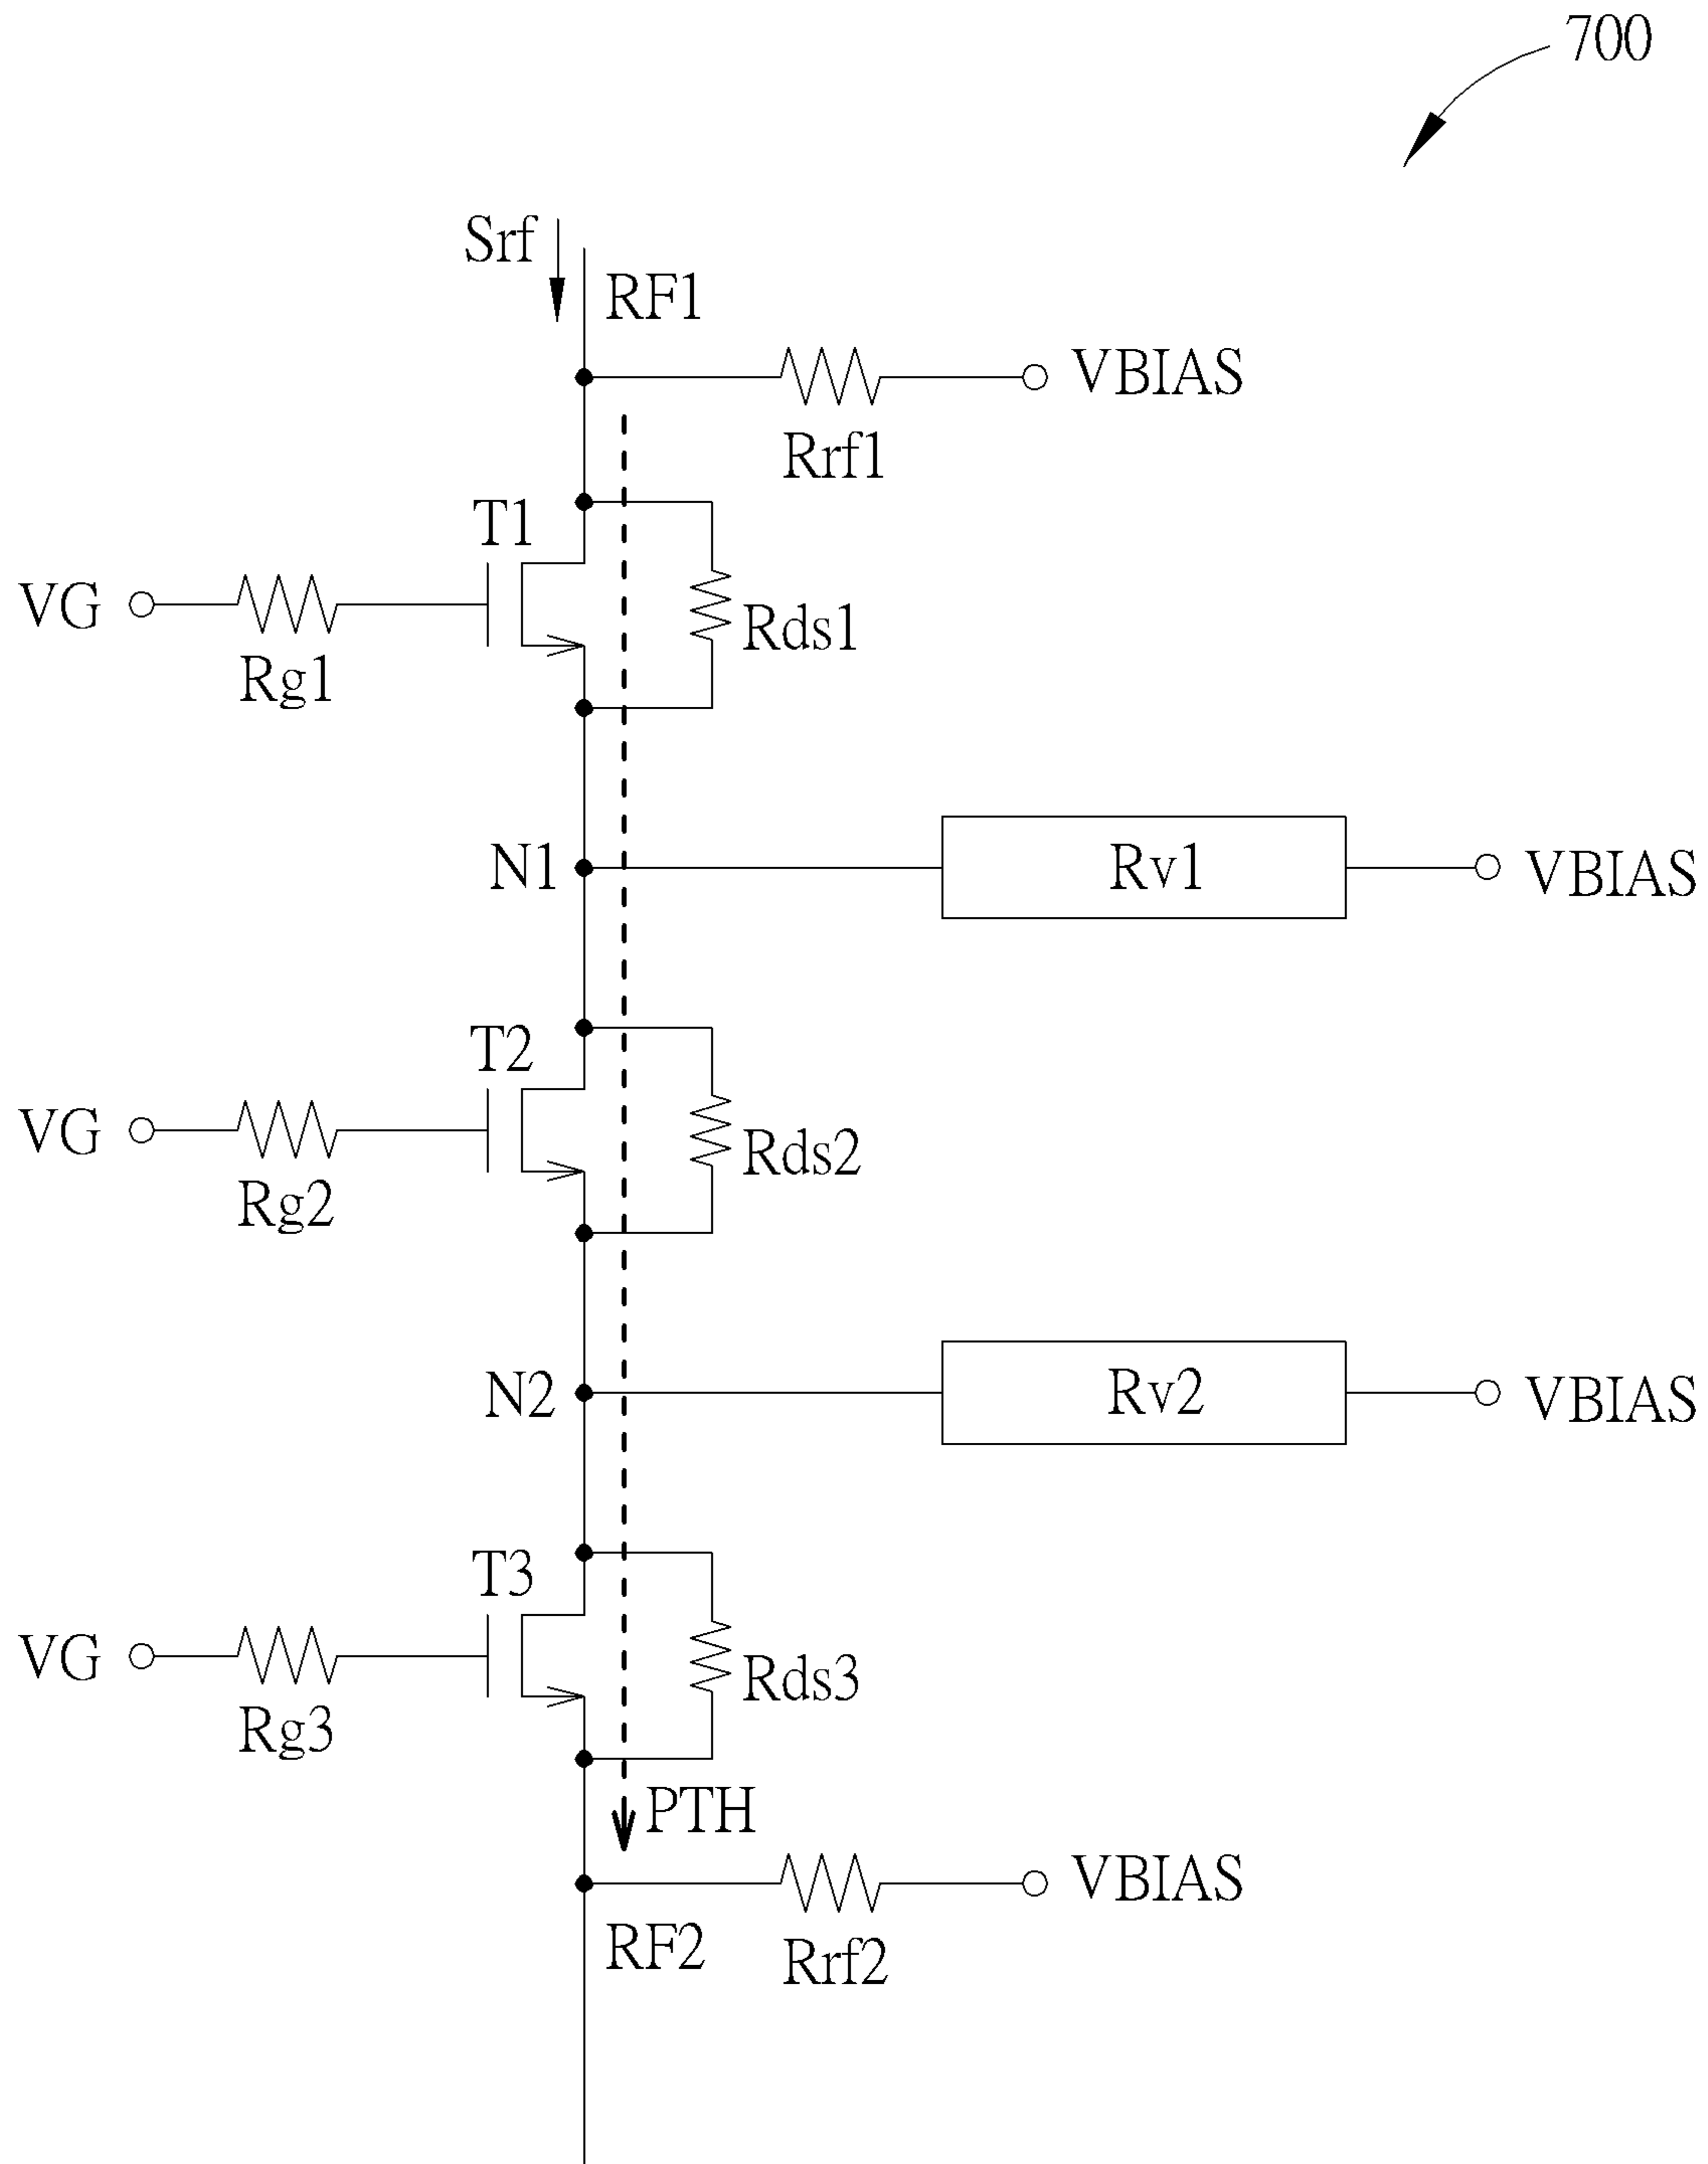 700
Srf
RF1
VBIAS
Rrf1
T1
VG
Rds1
Rg1
N1
Rv1
VBIAS
T2
VG
Rds2
Rg2
N2
Rv2
VBIAS
T3
VG
Rds3
Rg3
PTH
VBIAS
RF2
Rrf2